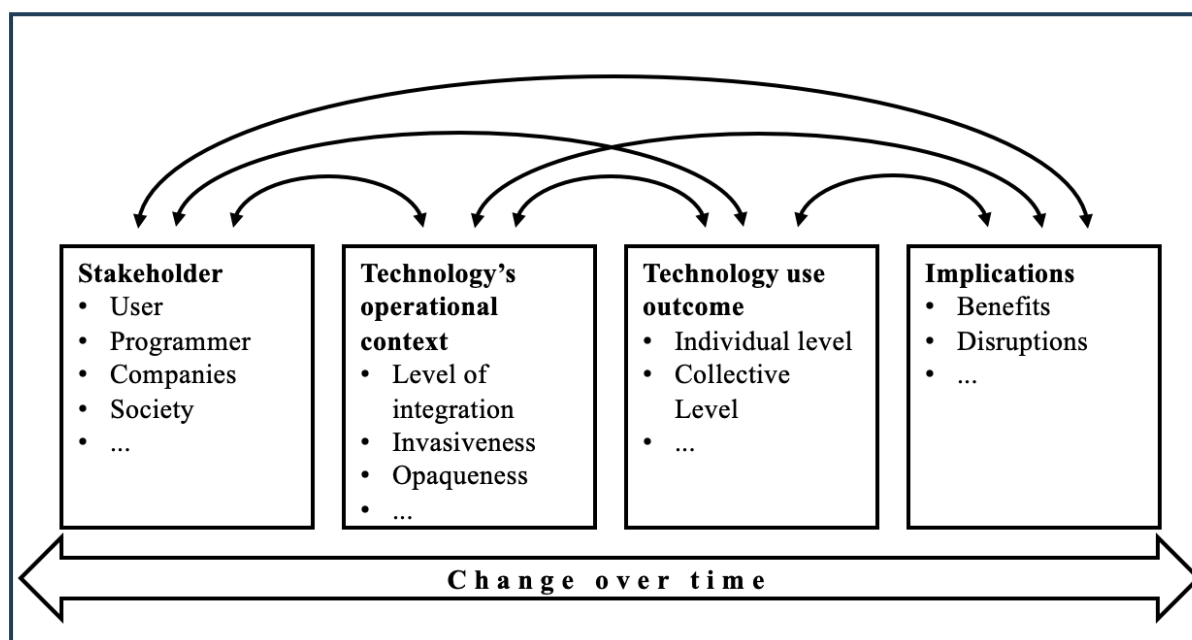 Stakeholder
• User
• Programmer
• Companies
• Society
• ...
Technology’s
operational
context
• Level of
integration
• Invasiveness
• Opaqueness
• ...
Technology use
outcome
• Individual level
• Collective
Level
• ...
Implications
• Benefits
• Disruptions
• ...
Change over time